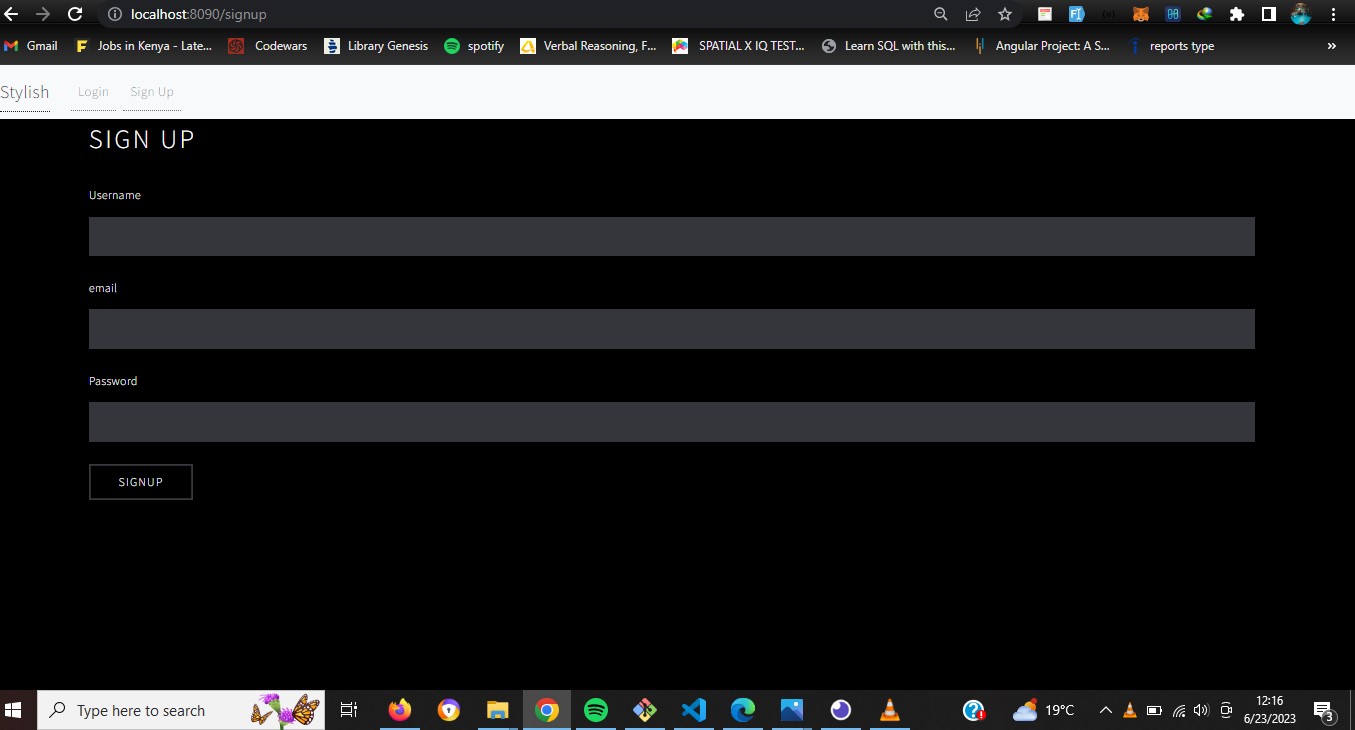 localhost:8090/signup
Gmail Jobs in Kenya - Late... Codewars Library Genesis spotify Verbal Reasoning, F... SPATIAL X IQ TEST... Learn SQL with this... Angular Project: A S... reports type »
Stylish Login Sign Up
SIGN UP
Username
email
Password
SIGNUP
Type here to search
19°C
12:16
6/23/2023
3